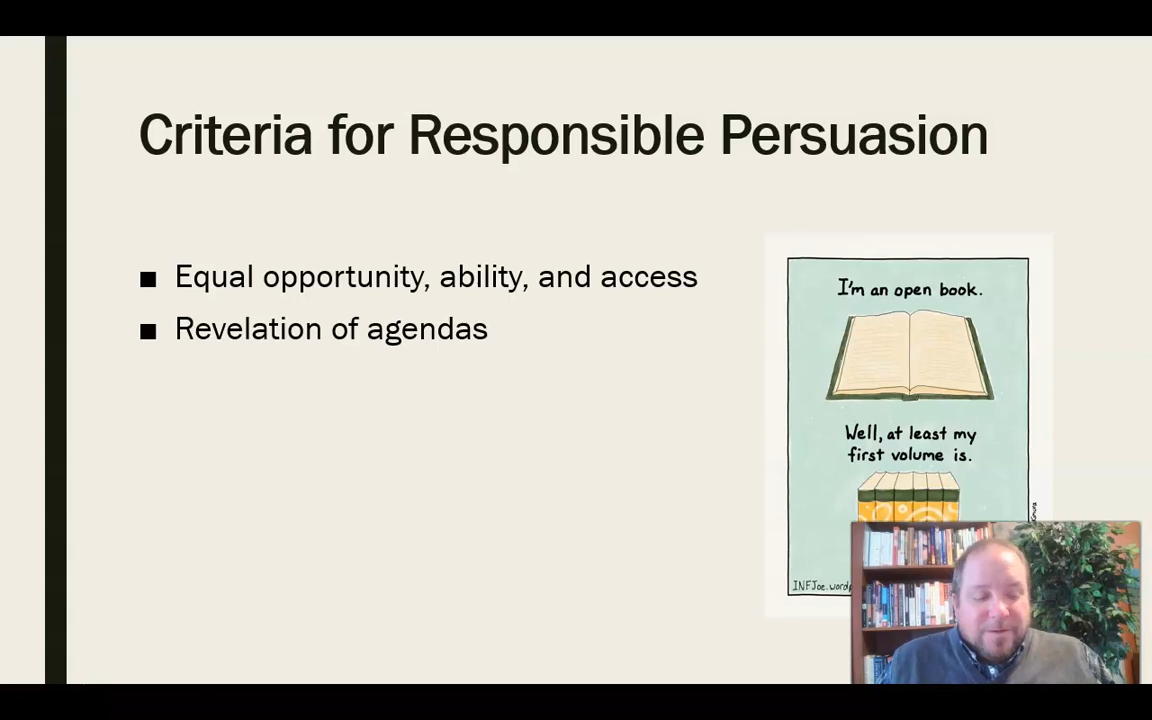 Criteria for Responsible Persuasion
■ Equal opportunity, ability, and access
■ Revelation of agendas
I'm an open book.
Well, at least my
first volume is.